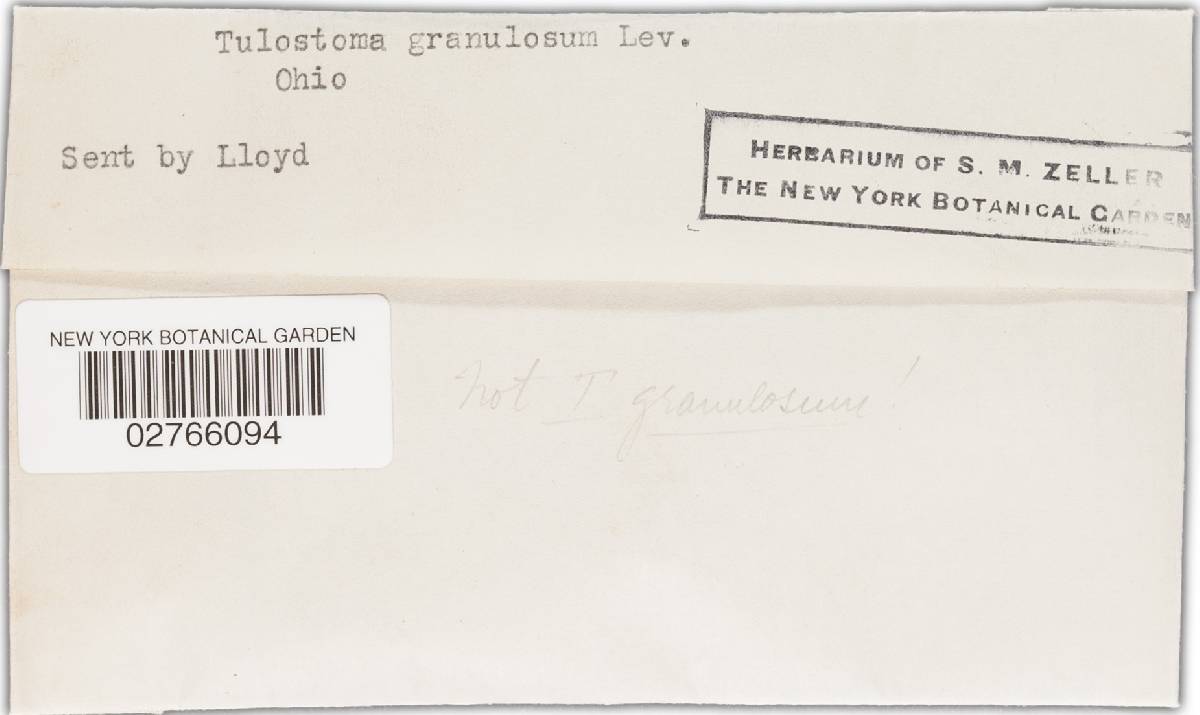 Tulostoma granulosum Lev.
Ohio
Sent by Lloyd
HERBARIUM OF S. M. ZELLER
THE NEW YORK BOTANICAL GARDEN
NEW YORK BOTANICAL GARDEN
02766094
not T granulosum!